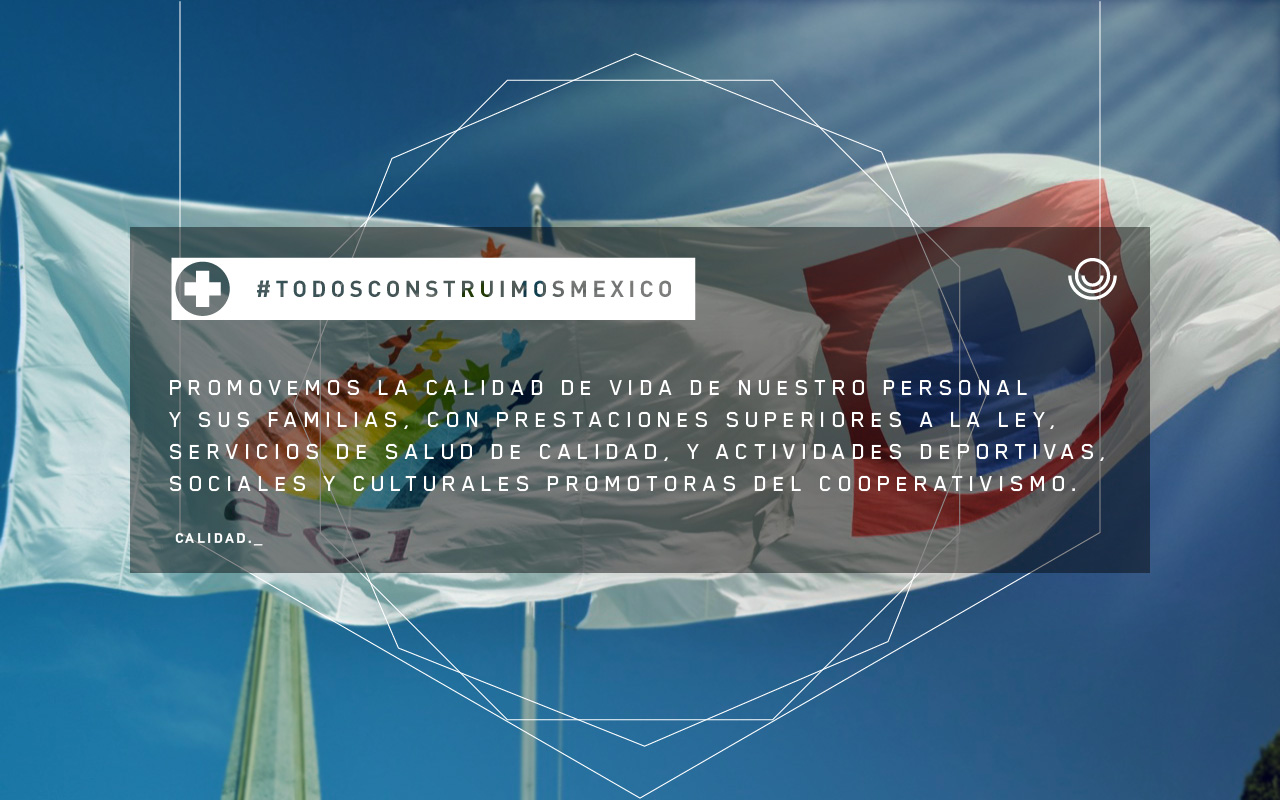 #TODOSCONSTRUIMOSMEXICO
PROMOVEMOS LA CALIDAD DE VIDA DE NUESTRO PERSONAL
Y SUS FAMILIAS, CON PRESTACIONES SUPERIORES A LA LEY,
SERVICIOS DE SALUD DE CALIDAD, Y ACTIVIDADES DEPORTIVAS,
SOCIALES Y CULTURALES PROMOTORAS DEL COOPERATIVISMO.
aci
CALIDAD._